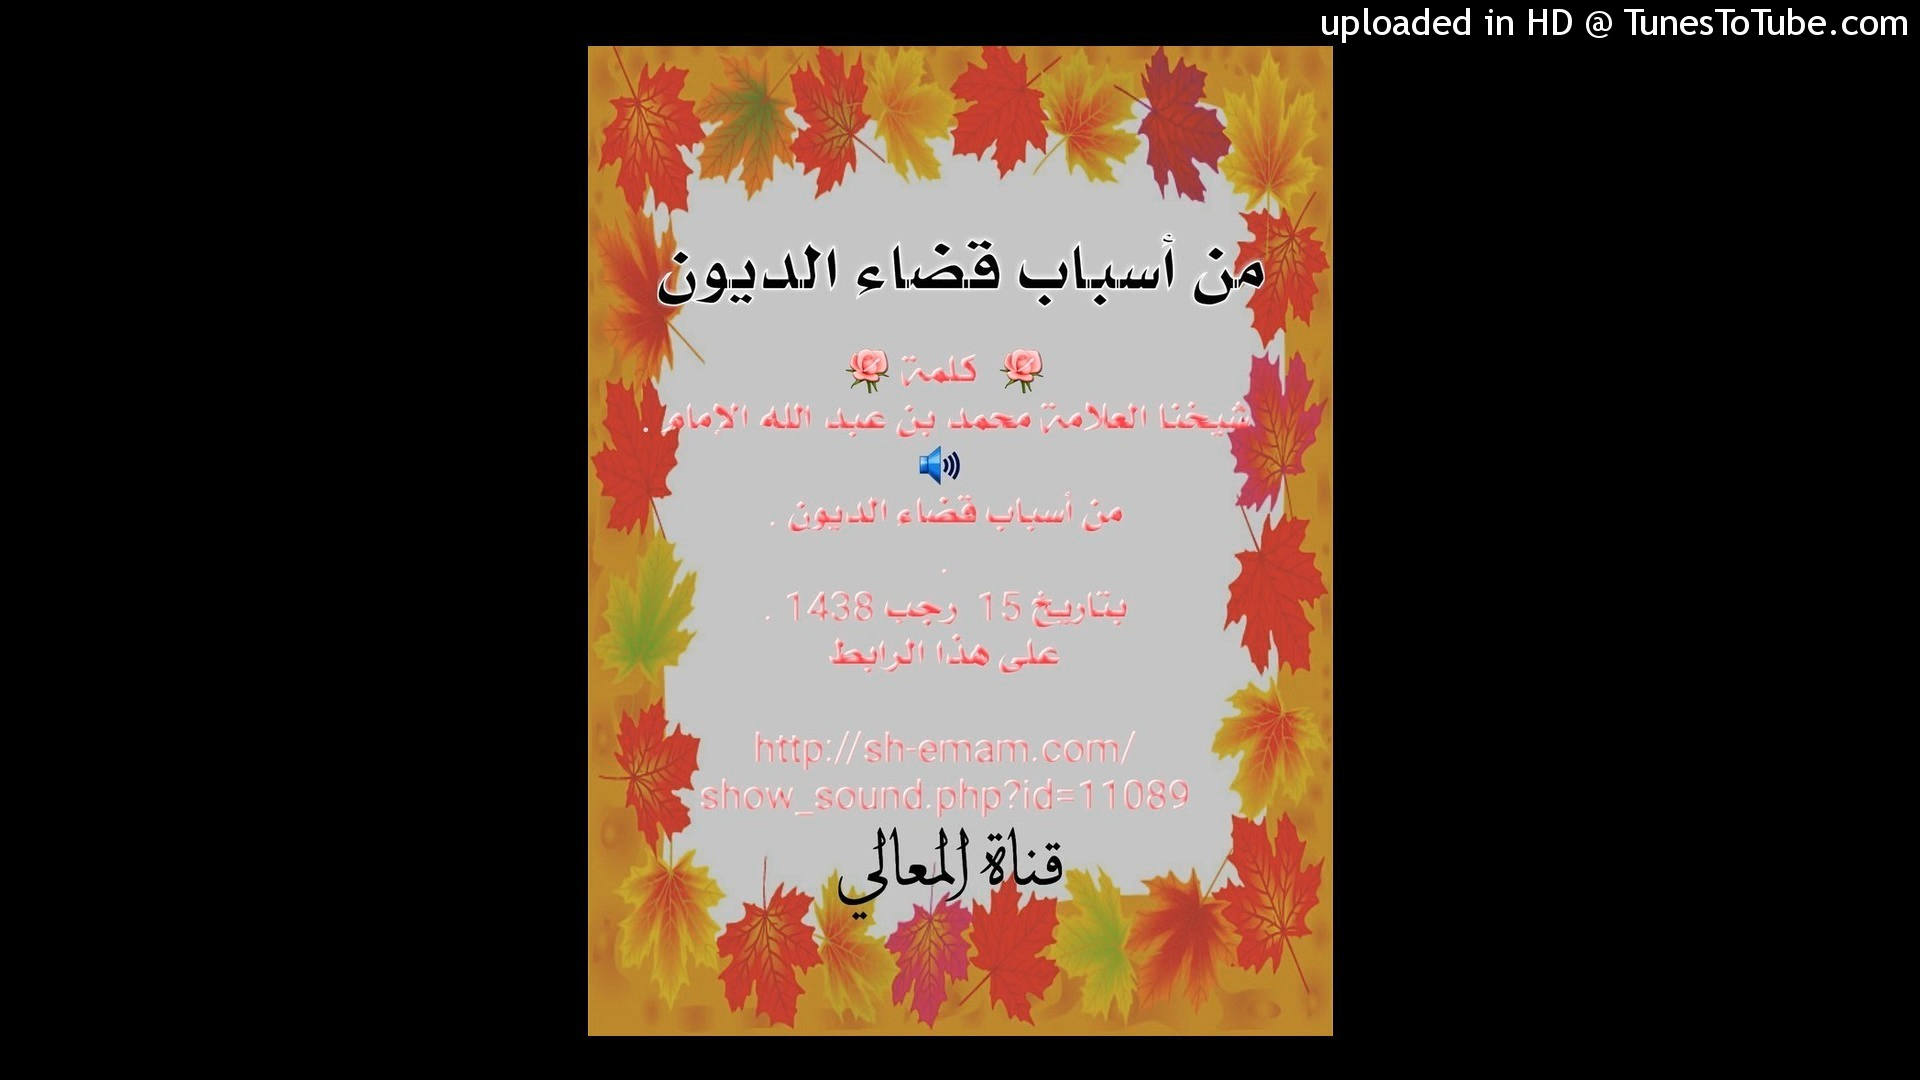 uploaded in HD @ TunesToTube.com
من أسباب قضاء الديون
🌹 كلمة 🌹
شيخنا العلامة محمد بن عبد الله الإمام .
🔊
من أسباب قضاء الديون .
.
بتاريخ 15 رجب 1438 .
على هذا الرابط
http://sh-emam.com/
show_sound.php?id=11089
قناة المعالي